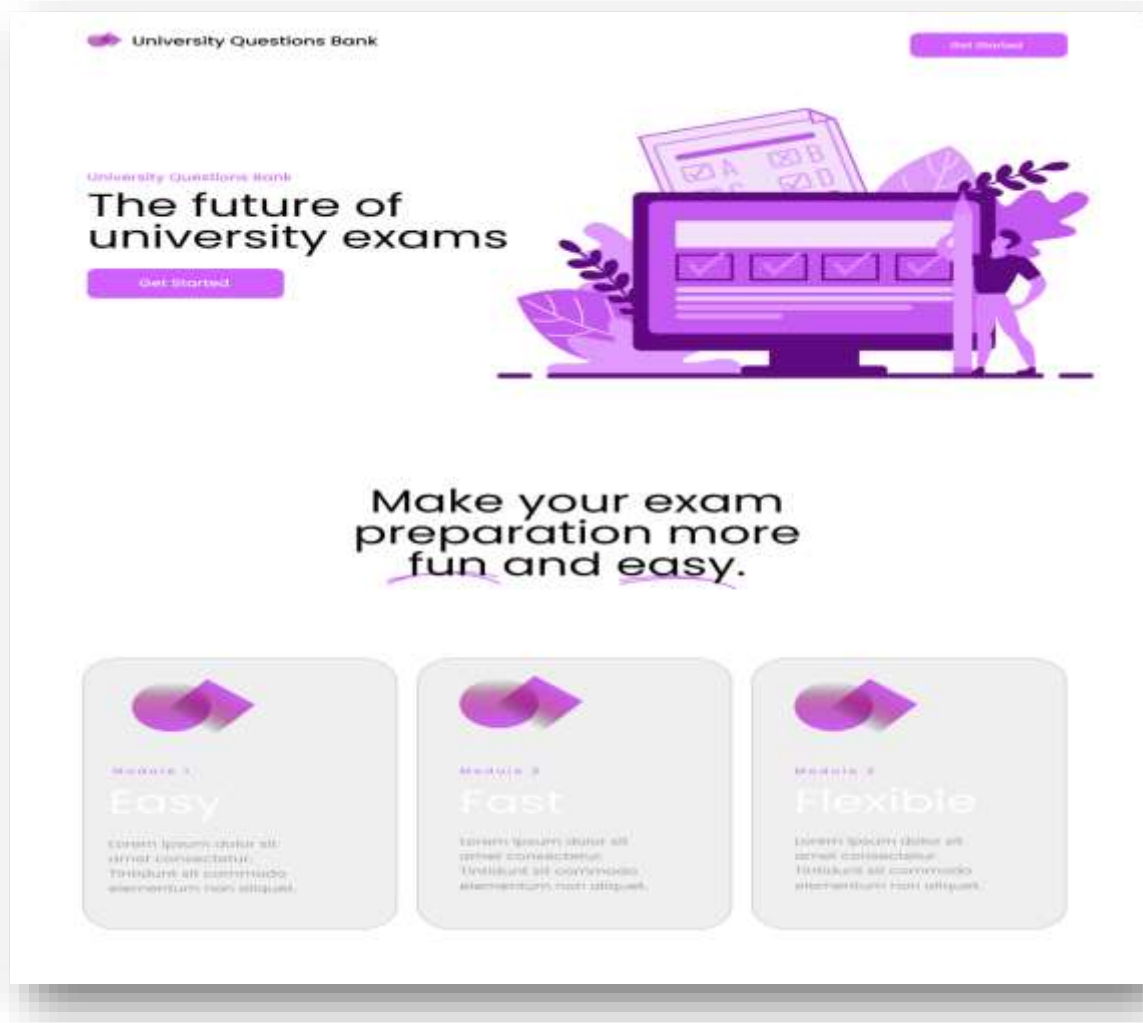 University Questions Bank
Get Started
University Questions Bank
The future of
university exams
Get Started
A
B
C
D
Make your exam
preparation more
fun and easy.
Module 1
Easy
Lorem ipsum dolor sit
amet consectetur.
Tintidunt sit commodo
elementum non aliquet.
Module 2
Fast
Lorem ipsum dolor sit
amet consectetur.
Tintidunt sit commodo
elementum non aliquet.
Module 3
Flexible
Lorem ipsum dolor sit
amet consectetur.
Tintidunt sit commodo
elementum non aliquet.